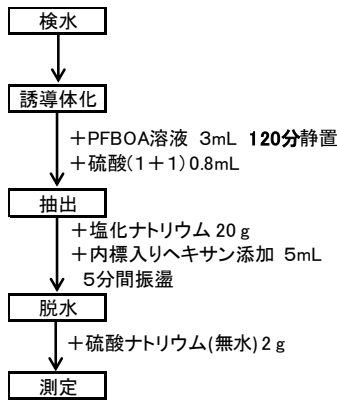 検水
誘導体化
＋PFBOA溶液 3mL 120分静置
＋硫酸(1＋1)0.8mL
抽出
＋塩化ナトリウム 20 g
＋内標入りヘキサン添加 5mL
5分間振盪
脱水
＋硫酸ナトリウム(無水) 2 g
測定